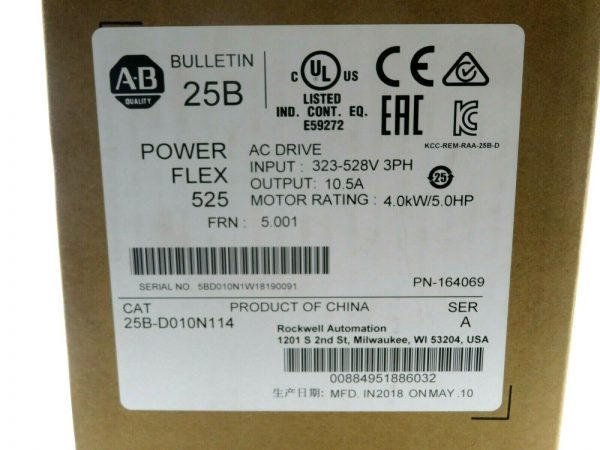 A-B
QUALITY
BULLETIN
25B
C UL US
LISTED
IND. CONT. EQ.
E59272
CE
EAC
KCC-REM-RAA-25B-D
POWER
FLEX
525
AC DRIVE
INPUT : 323-528V 3PH
OUTPUT: 10.5A
MOTOR RATING : 4.0kW/5.0HP
25
FRN : 5.001
SERIAL NO. 5BD010N1W18190091
PN-164069
CAT
25B-D010N114
PRODUCT OF CHINA
SER
A
Rockwell Automation
1201 S 2nd St, Milwaukee, WI 53204, USA
00884951886032
生产日期: MFD. IN2018 ONMAY .10